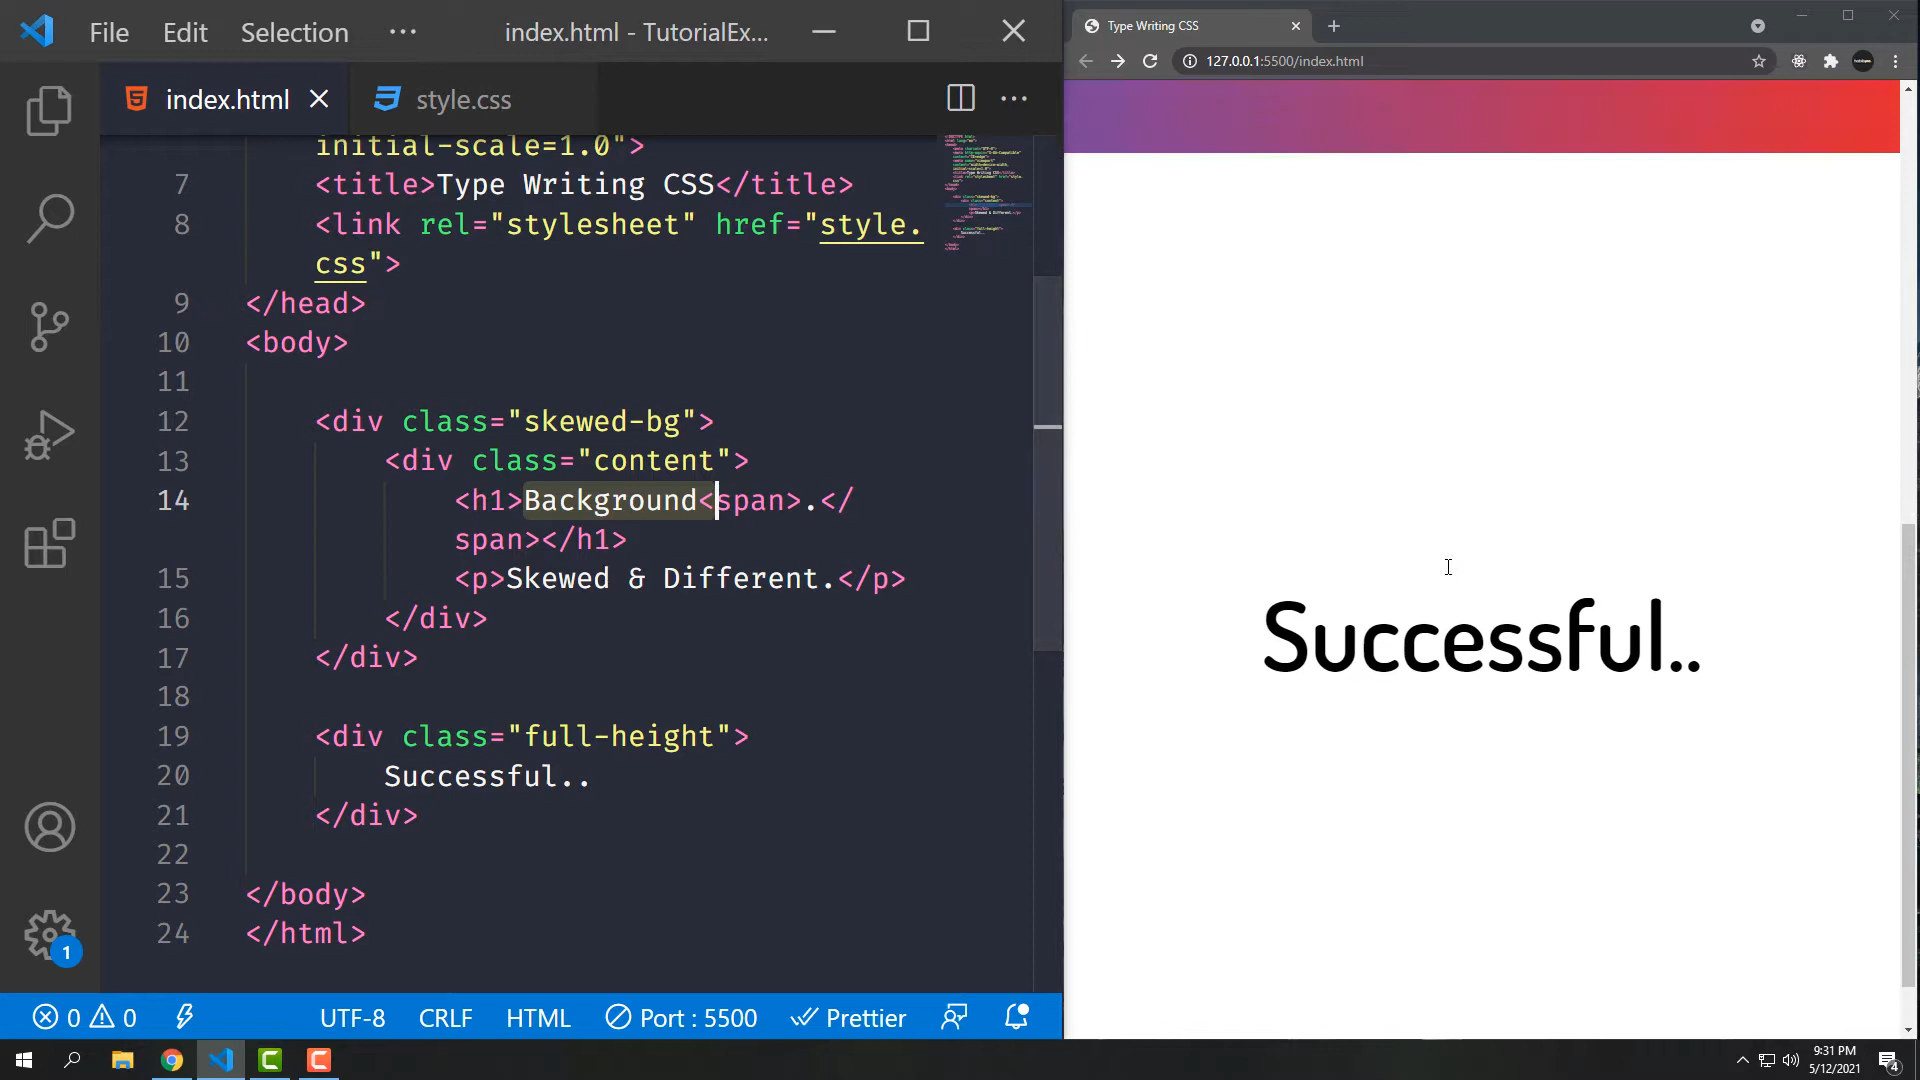 File Edit Selection ··· index.html - TutorialEx...
index.html style.css
initial-scale=1.0">
7 <title>Type Writing CSS</title>
8 <link rel="stylesheet" href="style.
css">
9 </head>
10 <body>
11
12 <div class="skewed-bg">
13 <div class="content">
14 <h1>Background<span>.</
span></h1>
15 <p>Skewed & Different.</p>
16 </div>
17 </div>
18
19 <div class="full-height">
20 Successful..
21 </div>
22
23 </body>
24 </html>
1
0 0 UTF-8 CRLF HTML Port : 5500 Prettier
Type Writing CSS
127.0.0.1:5500/index.html
Successful..
9:31 PM
5/12/2021
4